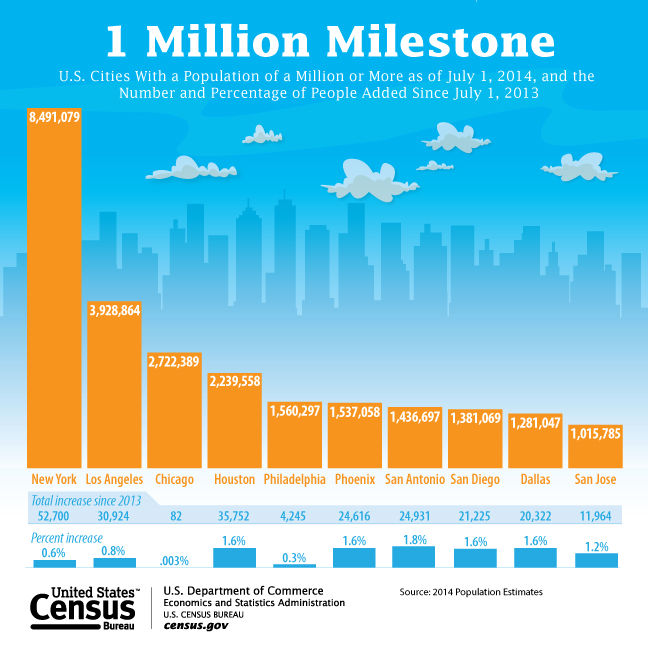 1 Million Milestone
U.S. Cities With a Population of a Million or More as of July 1, 2014, and the
Number and Percentage of People Added Since July 1, 2013
8,491,079
3,928,864
2,722,389
2,239,558
1,560,297
1,537,058
1,436,697
1,381,069
1,281,047
1,015,785
New York Los Angeles Chicago Houston Philadelphia Phoenix San Antonio San Diego Dallas San Jose
Total increase since 2013
52,700 30,924 82 35,752 4,245 24,616 24,931 21,225 20,322 11,964
Percent increase
0.6% 0.8% .003% 1.6% 0.3% 1.6% 1.8% 1.6% 1.6% 1.2%
United States™
Census
Bureau
U.S. Department of Commerce
Economics and Statistics Administration
U.S. CENSUS BUREAU
census.gov
Source: 2014 Population Estimates